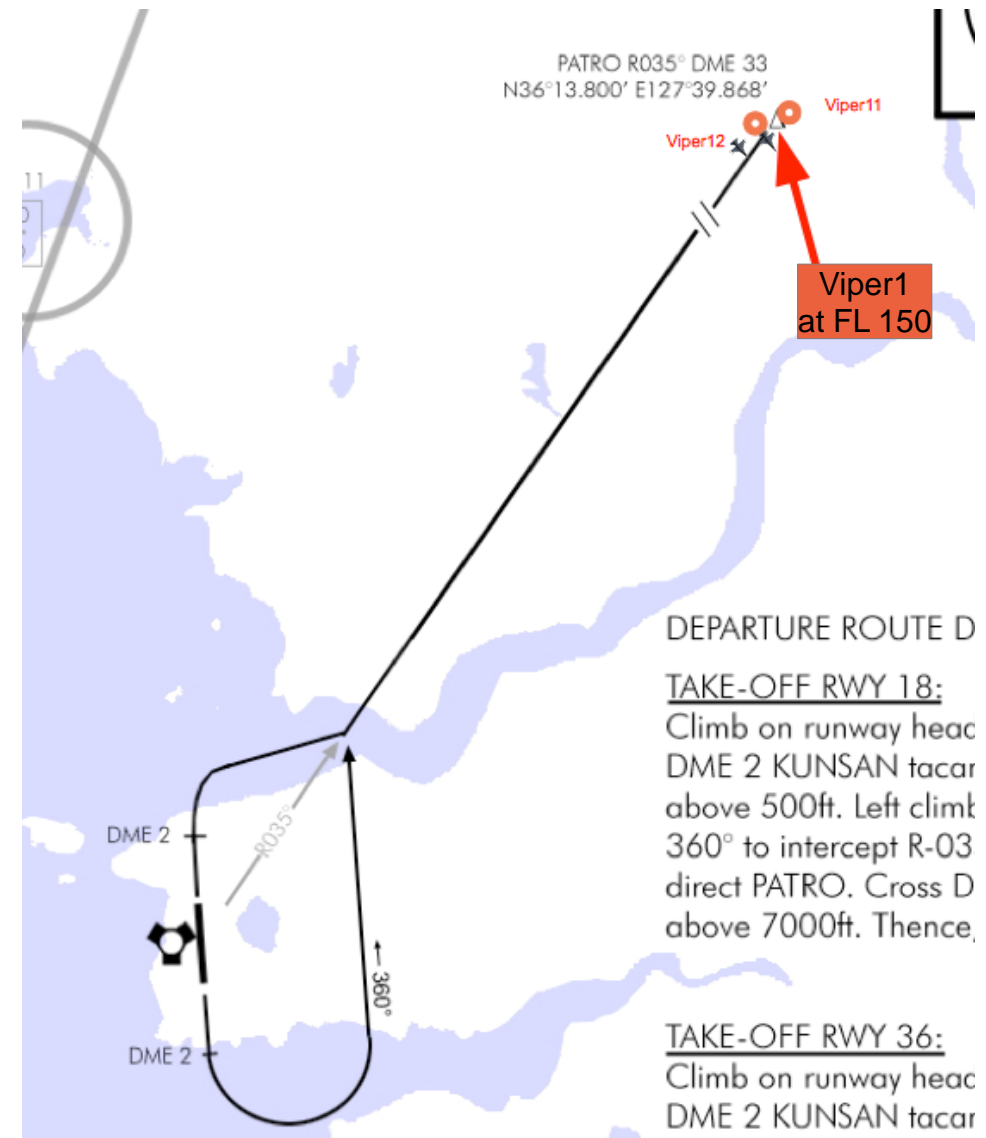 PATRO R035° DME 33
N36°13.800' E127°39.868'
Viper11
Viper12
11
Viper1
at FL 150
DEPARTURE ROUTE D
TAKE-OFF RWY 18:
Climb on runway head
DME 2 KUNSAN tacan
above 500ft. Left climb
360° to intercept R-03
direct PATRO. Cross D
above 7000ft. Thence,
R035°
DME 2
← 360°
DME 2
TAKE-OFF RWY 36:
Climb on runway head
DME 2 KUNSAN tacan